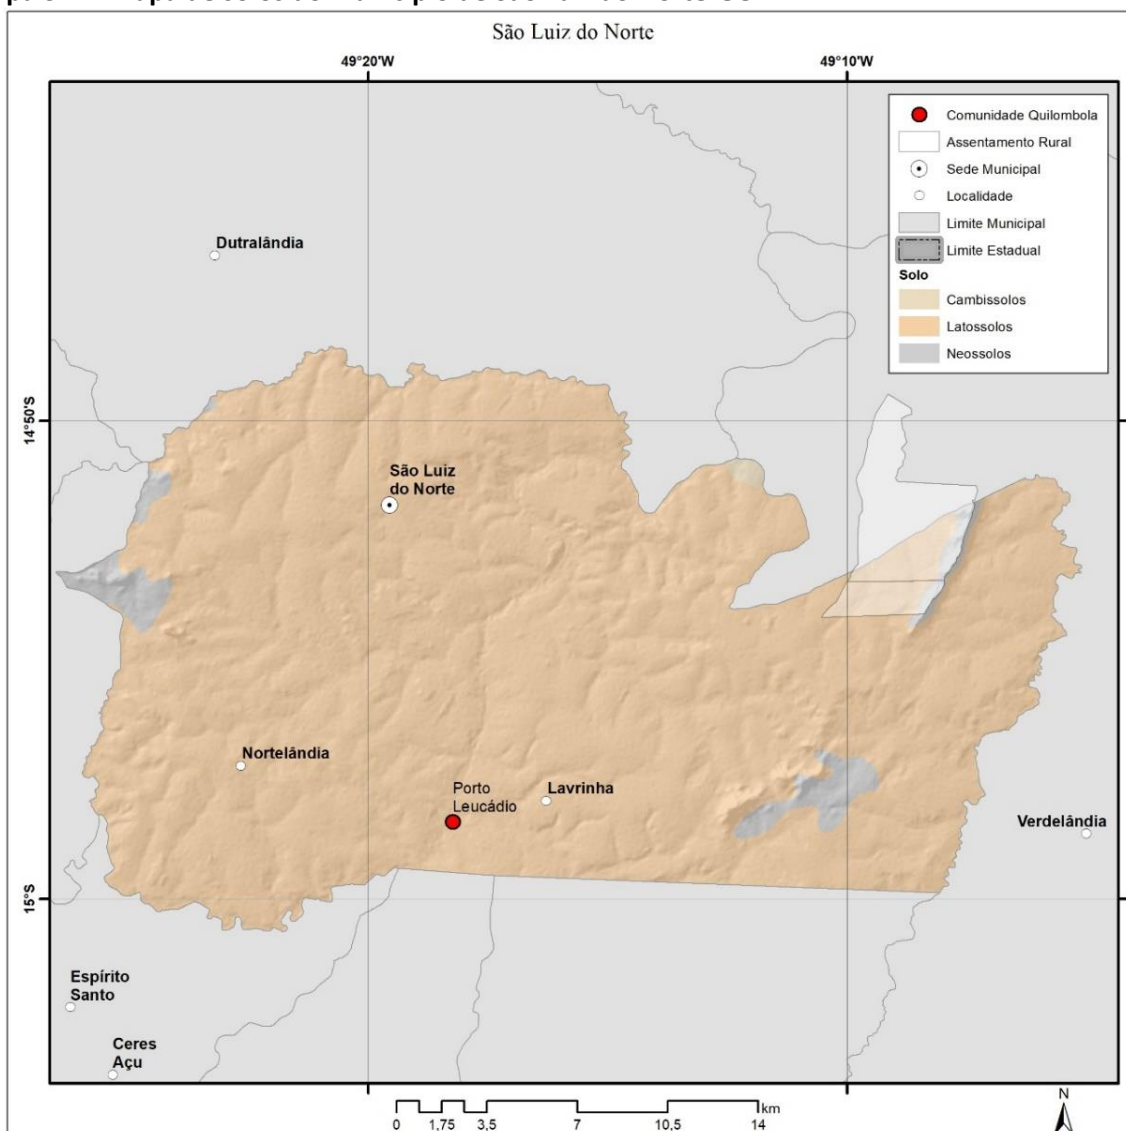 São Luiz do Norte
49°20'W
49°10'W
Comunidade Quilombola
Assentamento Rural
Sede Municipal
Localidade
Limite Municipal
Limite Estadual
Solo
Cambissolos
Latossolos
Neossolos
Dutralândia
14°50'S
São Luiz
do Norte
Nortelândia
Porto
Leucádio
Lavrinha
Verdelândia
15°S
Espírito
Santo
Ceres
Açu
N
km
0 1,75 3,5 7 10,5 14